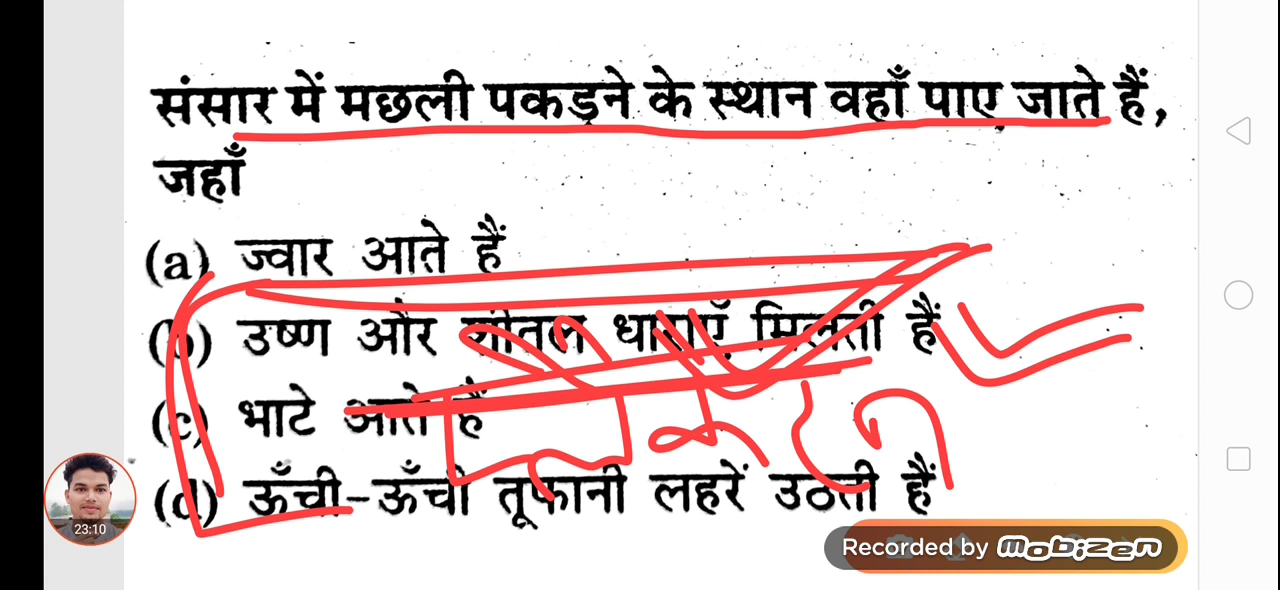 संसार में मछली पकड़ने के स्थान वहाँ पाए जाते हैं,
जहाँ
(a) ज्वार आते हैं
(b) उष्ण और शीतल धाराएँ मिलती हैं
(c) भाटे आते हैं
(d) ऊँची-ऊँची तूफानी लहरें उठती हैं
23:10
Recorded by mobizen